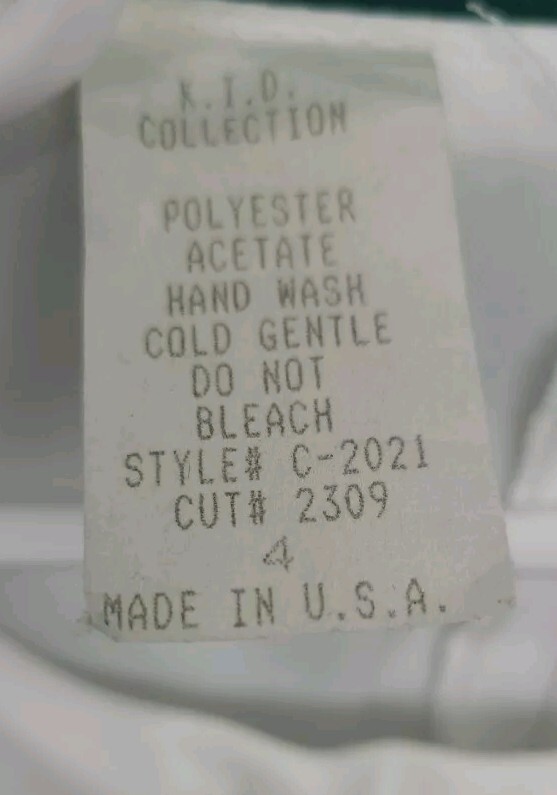 K.I.D.
COLLECTION
POLYESTER
ACETATE
HAND WASH
COLD GENTLE
DO NOT
BLEACH
STYLE# C-2021
CUT# 2309
4
MADE IN U.S.A.